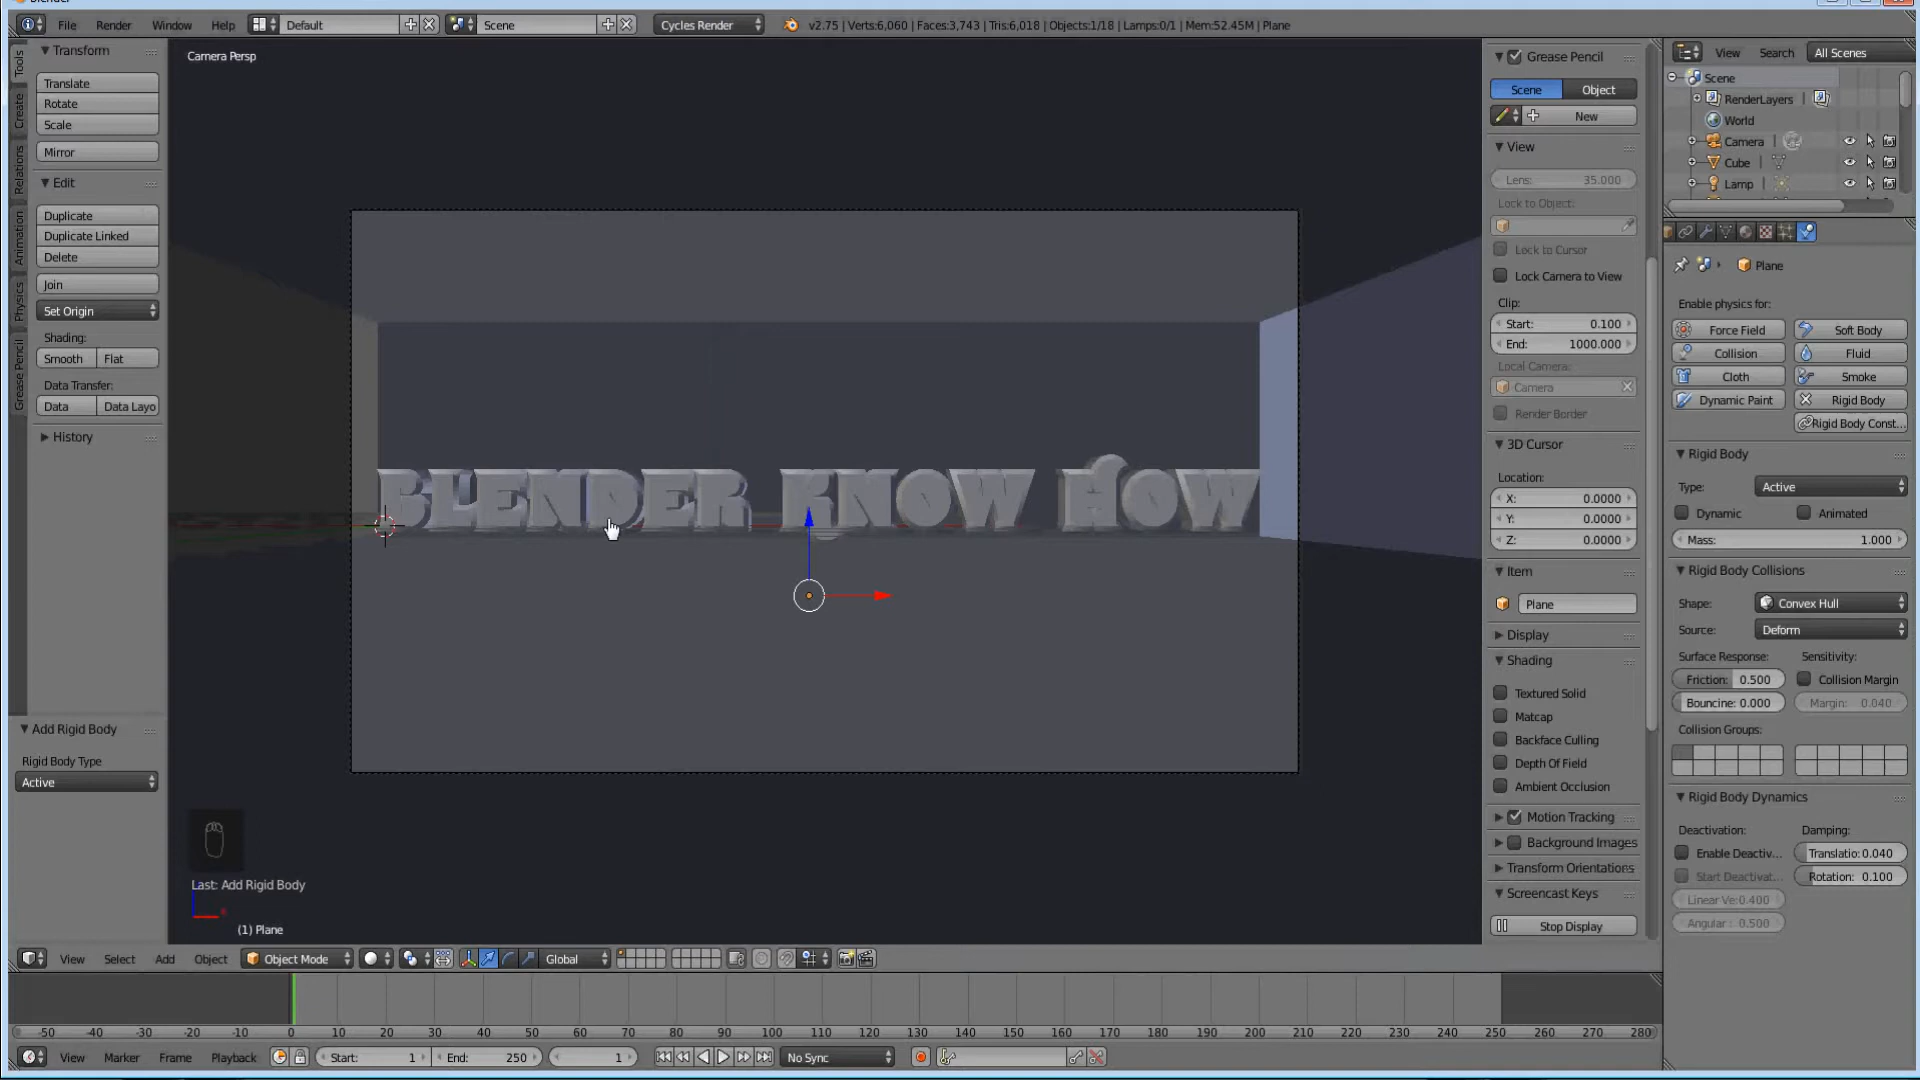 Blender
File Render Window Help Default Scene Cycles Render v2.75 | Verts:6,060 | Faces:3,743 | Tris:6,018 | Objects:1/18 | Lamps:0/1 | Mem:52.45M | Plane
Tools
Create
Relations
Animation
Physics
Grease Pencil
Transform
Translate
Rotate
Scale
Mirror
Edit
Duplicate
Duplicate Linked
Delete
Join
Set Origin
Shading:
Smooth Flat
Data Transfer:
Data Data Layo
History
Add Rigid Body
Rigid Body Type
Active
Camera Persp
BLENDER KNOW HOW
Last: Add Rigid Body
(1) Plane
Grease Pencil
Scene Object
New
View
Lens: 35.000
Lock to Object:
Lock to Cursor
Lock Camera to View
Clip:
Start: 0.100
End: 1000.000
Local Camera:
Camera
Render Border
3D Cursor
Location:
X: 0.0000
Y: 0.0000
Z: 0.0000
Item
Plane
Display
Shading
Textured Solid
Matcap
Backface Culling
Depth Of Field
Ambient Occlusion
Motion Tracking
Background Images
Transform Orientations
Screencast Keys
Stop Display
View Search All Scenes
Scene
RenderLayers
World
Camera
Cube
Lamp
Plane
Enable physics for:
Force Field Soft Body
Collision Fluid
Cloth Smoke
Dynamic Paint Rigid Body
Rigid Body Const...
Rigid Body
Type: Active
Dynamic Animated
Mass: 1.000
Rigid Body Collisions
Shape: Convex Hull
Source: Deform
Surface Response: Sensitivity:
Friction: 0.500 Collision Margin
Bouncine: 0.000 Margin: 0.040
Collision Groups:
Rigid Body Dynamics
Deactivation: Damping:
Enable Deactiv... Translatio: 0.040
Start Deactivat... Rotation: 0.100
Linear Ve: 0.400
Angular : 0.500
View Select Add Object Object Mode Global
-50 -40 -30 -20 -10 0 10 20 30 40 50 60 70 80 90 100 110 120 130 140 150 160 170 180 190 200 210 220 230 240 250 260 270 280
View Marker Frame Playback Start: 1 End: 250 1 No Sync